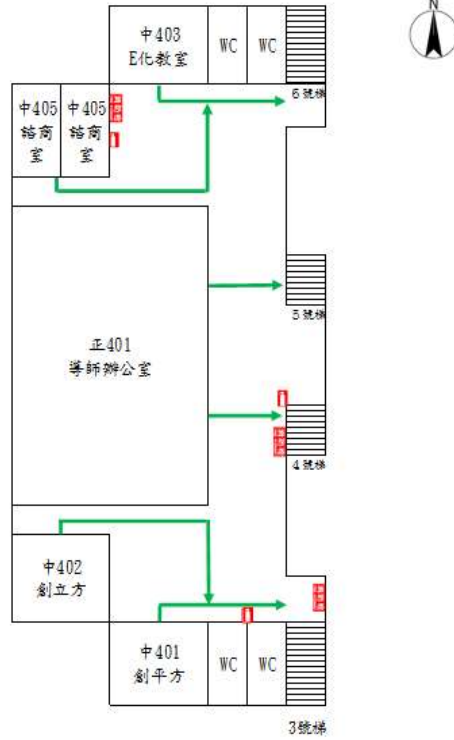 N
中403
E化教室
WC
WC
6號梯
中405
諮商
室
中405
諮商
室
5號梯
正401
導師辦公室
4號梯
中402
創立方
中401
創平方
WC
WC
3號梯